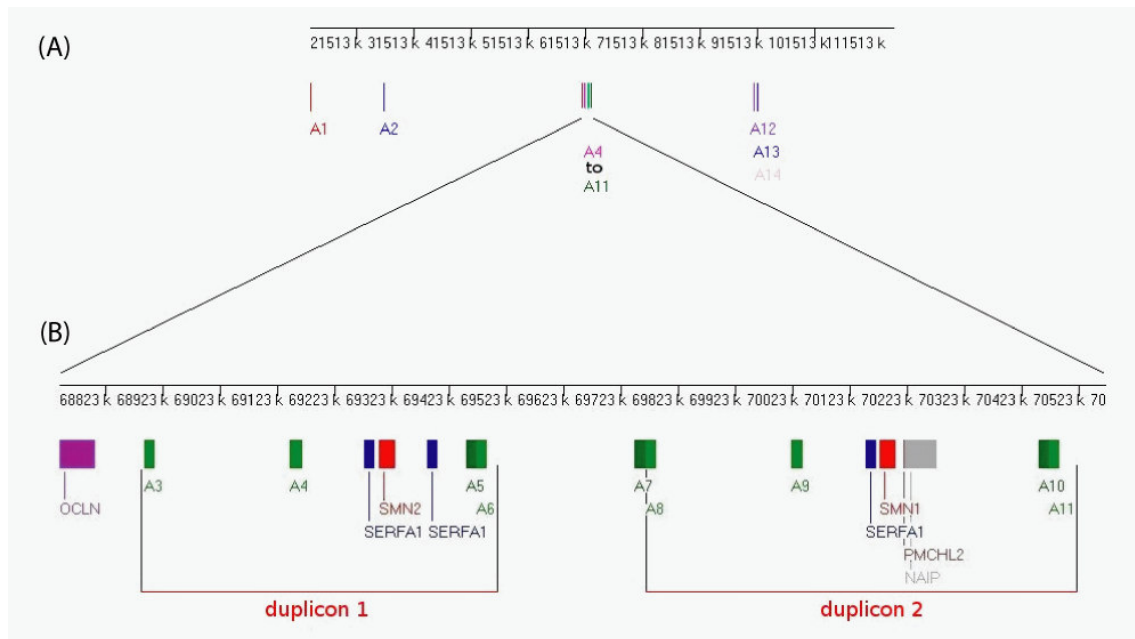 (A)
21513 k 31513 k 41513 k 51513 k 61513 k 71513 k 81513 k 91513 k 101513 k 111513 k
A1 A2 A12
A4 A13
to A14
A11
(B)
68823 k 68923 k 69023 k 69123 k 69223 k 69323 k 69423 k 69523 k 69623 k 69723 k 69823 k 69923 k 70023 k 70123 k 70223 k 70323 k 70423 k 70523 k 70
A3 A4 A5 A7 A9 A10
OCLN SMN2 A6 A8 SMN1 A11
SERFA1 SERFA1 SERFA1
PMCHL2
NAIP
duplicon 1 duplicon 2